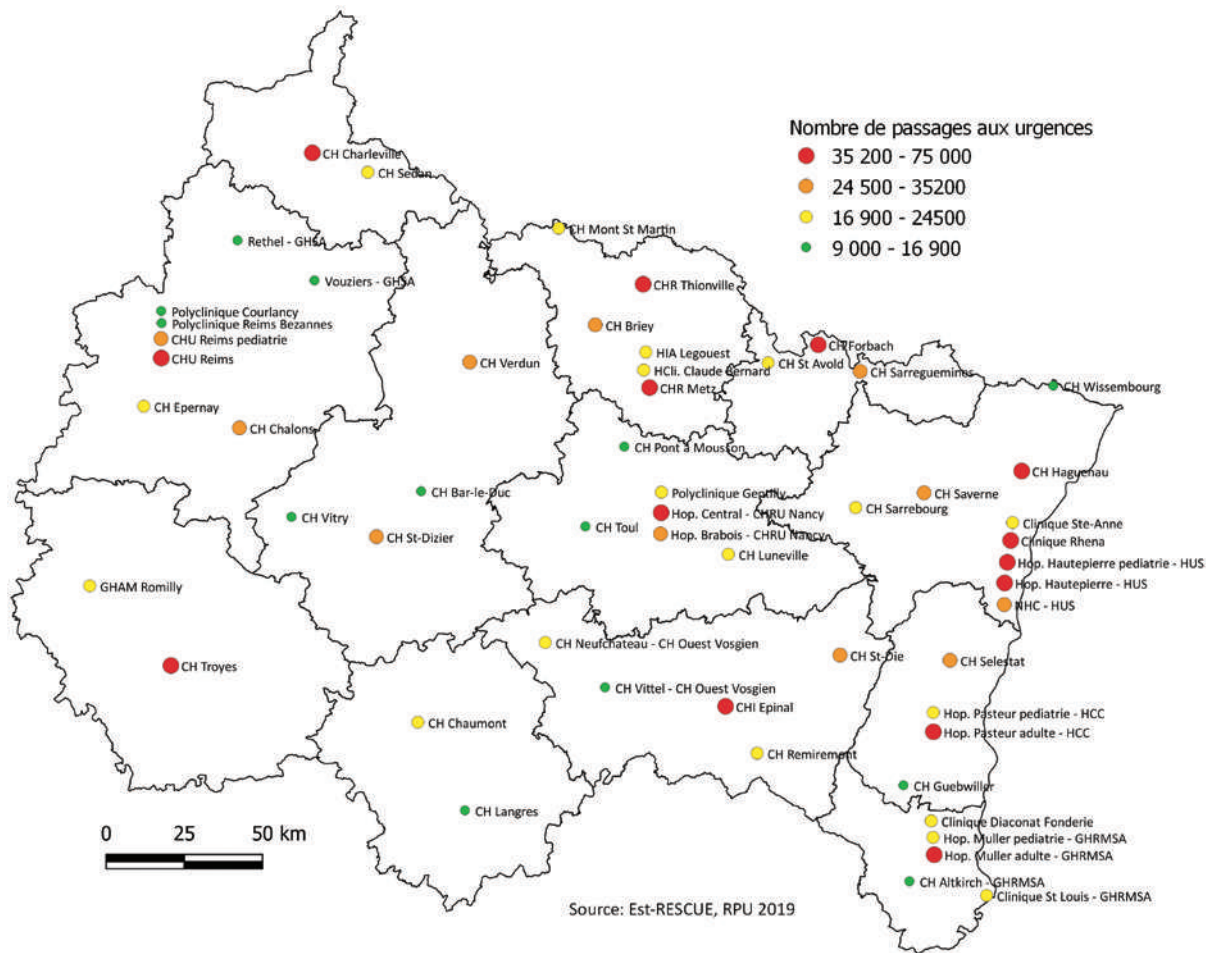 Nombre de passages aux urgences
35 200 - 75 000
24 500 - 35200
16 900 - 24500
9 000 - 16 900
CH Charleville
CH Sedan
Rethel - GHSA
CH Mont St Martin
Vouziers - GHSA
CHR Thionville
Polyclinique Courlancy
Polyclinique Reims Bezannes
CHU Reims pediatrie
CHU Reims
CH Briey
CH Verdun
HIA Legouest
HCli. Claude Bernard
CHR Metz
CH Forbach
CH St Avold
CH Sarreguemines
CH Wissembourg
CH Epernay
CH Chalons
CH Pont à Mousson
CH Haguenau
CH Bar-le-Duc
Polyclinique Gentilly
CH Saverne
CH Sarrebourg
CH Vitry
Hop. Central - CHRU Nancy
CH Toul
Hop. Brabois - CHRU Nancy
CH St-Dizier
CH Luneville
Clinique Ste-Anne
Clinique Rhena
Hop. Hautepierre pediatrie - HUS
Hop. Hautepierre - HUS
NHC - HUS
GHAM Romilly
CH Neufchateau - CH Ouest Vosgien
CH St-Die
CH Selestat
CH Troyes
CH Vittel - CH Ouest Vosgien
CHI Epinal
Hop. Pasteur pediatrie - HCC
Hop. Pasteur adulte - HCC
CH Chaumont
CH Remiremont
CH Guebwiller
CH Langres
Clinique Diaconat Fonderie
Hop. Muller pediatrie - GHRMSA
Hop. Muller adulte - GHRMSA
CH Altkirch - GHRMSA
Clinique St Louis - GHRMSA
0 25 50 km
Source: Est-RESCUE, RPU 2019